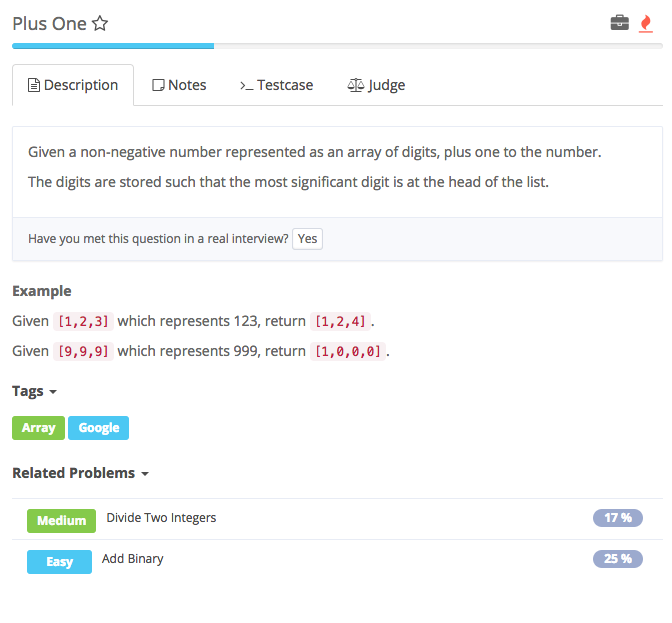 Plus One
Description Notes Testcase Judge
Given a non-negative number represented as an array of digits, plus one to the number.
The digits are stored such that the most significant digit is at the head of the list.
Have you met this question in a real interview? Yes
Example
Given [1,2,3] which represents 123, return [1,2,4] .
Given [9,9,9] which represents 999, return [1,0,0,0] .
Tags
Array Google
Related Problems
Medium Divide Two Integers 17 %
Easy Add Binary 25 %